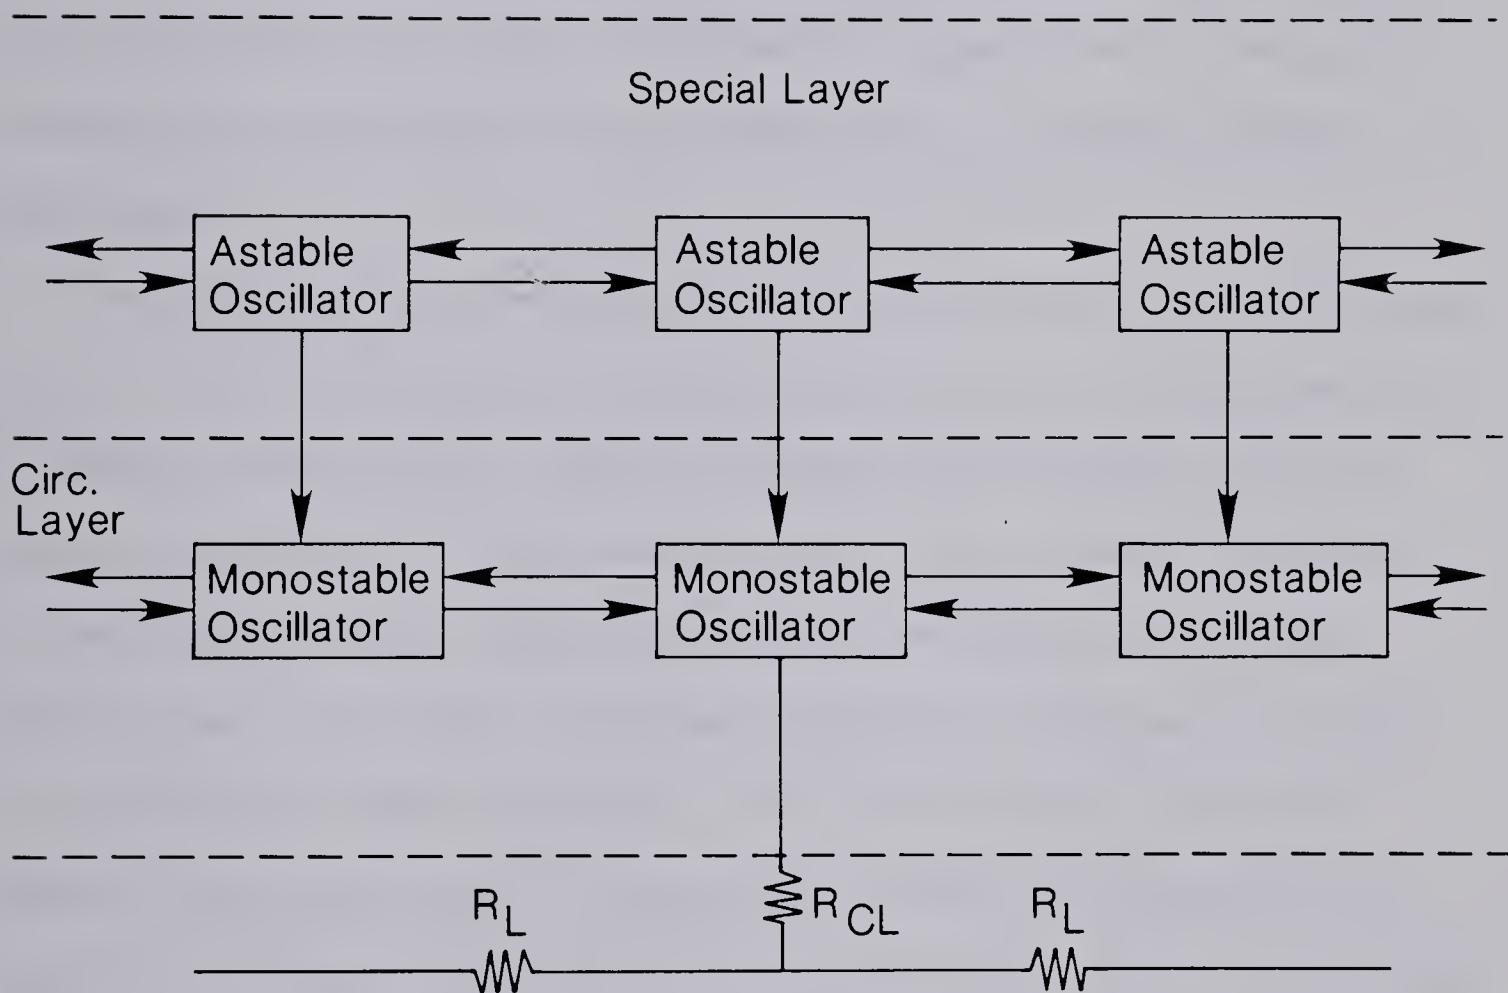 Special Layer
Astable
Oscillator
Astable
Oscillator
Astable
Oscillator
Circ.
Layer
Monostable
Oscillator
Monostable
Oscillator
Monostable
Oscillator
RL
RCL
RL